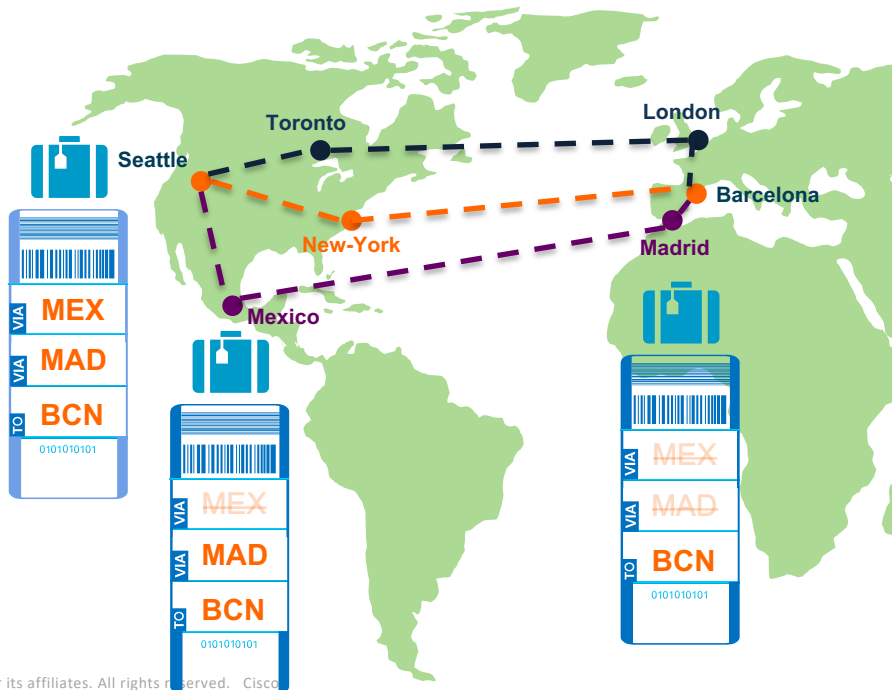 London
Toronto
Seattle
Barcelona
New-York
Madrid
Mexico
VIA MEX
VIA MAD
TO BCN
0101010101
VIA MEX
VIA MAD
TO BCN
0101010101
VIA MEX
VIA MAD
TO BCN
0101010101
its affiliates. All rights reserved. Cisco